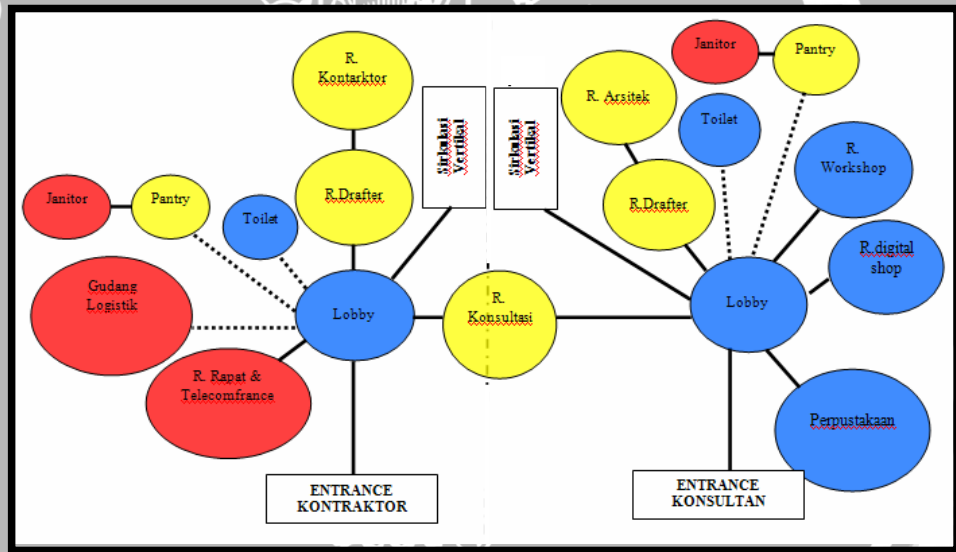 R.
Kontarktor
Sirkulasi
Vertikal
R.Drafter
Janitor
Pantry
Toilet
Gudang
Logistik
Lobby
R. Rapat &
Telecomfrance
ENTRANCE
KONTRAKTOR
R.
Konsultasi
Janitor
Pantry
R. Arsitek
Sirkulasi
Vertikal
Toilet
R.
Workshop
R.Drafter
R.digital
shop
Lobby
Perpustakaan
ENTRANCE
KONSULTAN